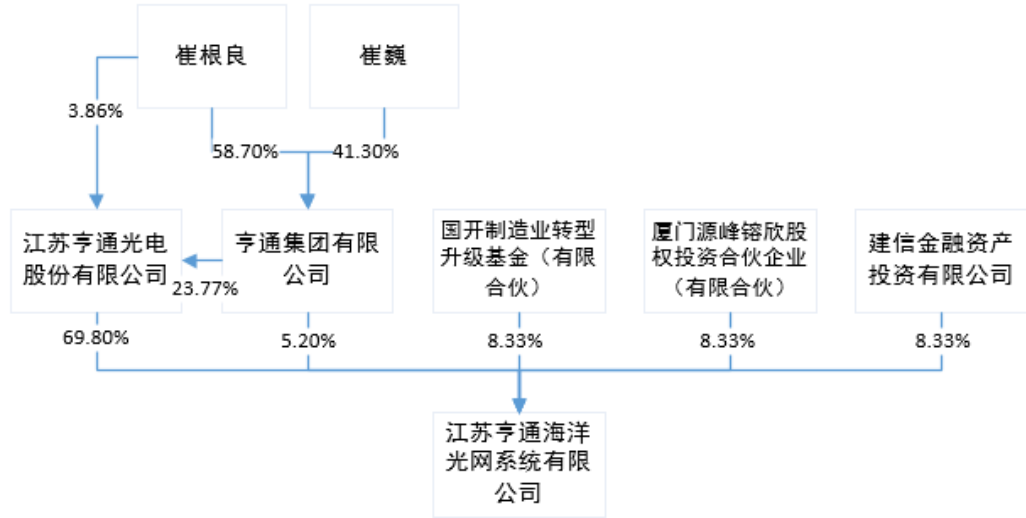 崔根良
崔巍
3.86%
58.70%
41.30%
江苏亨通光电
股份有限公司
亨通集团有限
公司
国开制造业转型
升级基金（有限
合伙）
厦门源峰镕欣股
权投资合伙企业
（有限合伙）
建信金融资产
投资有限公司
23.77%
69.80%
5.20%
8.33%
8.33%
8.33%
江苏亨通海洋
光网系统有限
公司